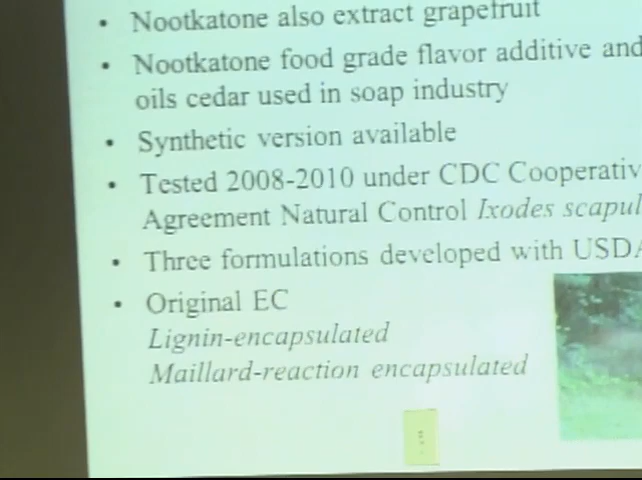 • Nootkatone also extract grapefruit
• Nootkatone food grade flavor additive and
oils cedar used in soap industry
• Synthetic version available
• Tested 2008-2010 under CDC Cooperativ
Agreement Natural Control Ixodes scapul
• Three formulations developed with USDA
• Original EC
Lignin-encapsulated
Maillard-reaction encapsulated